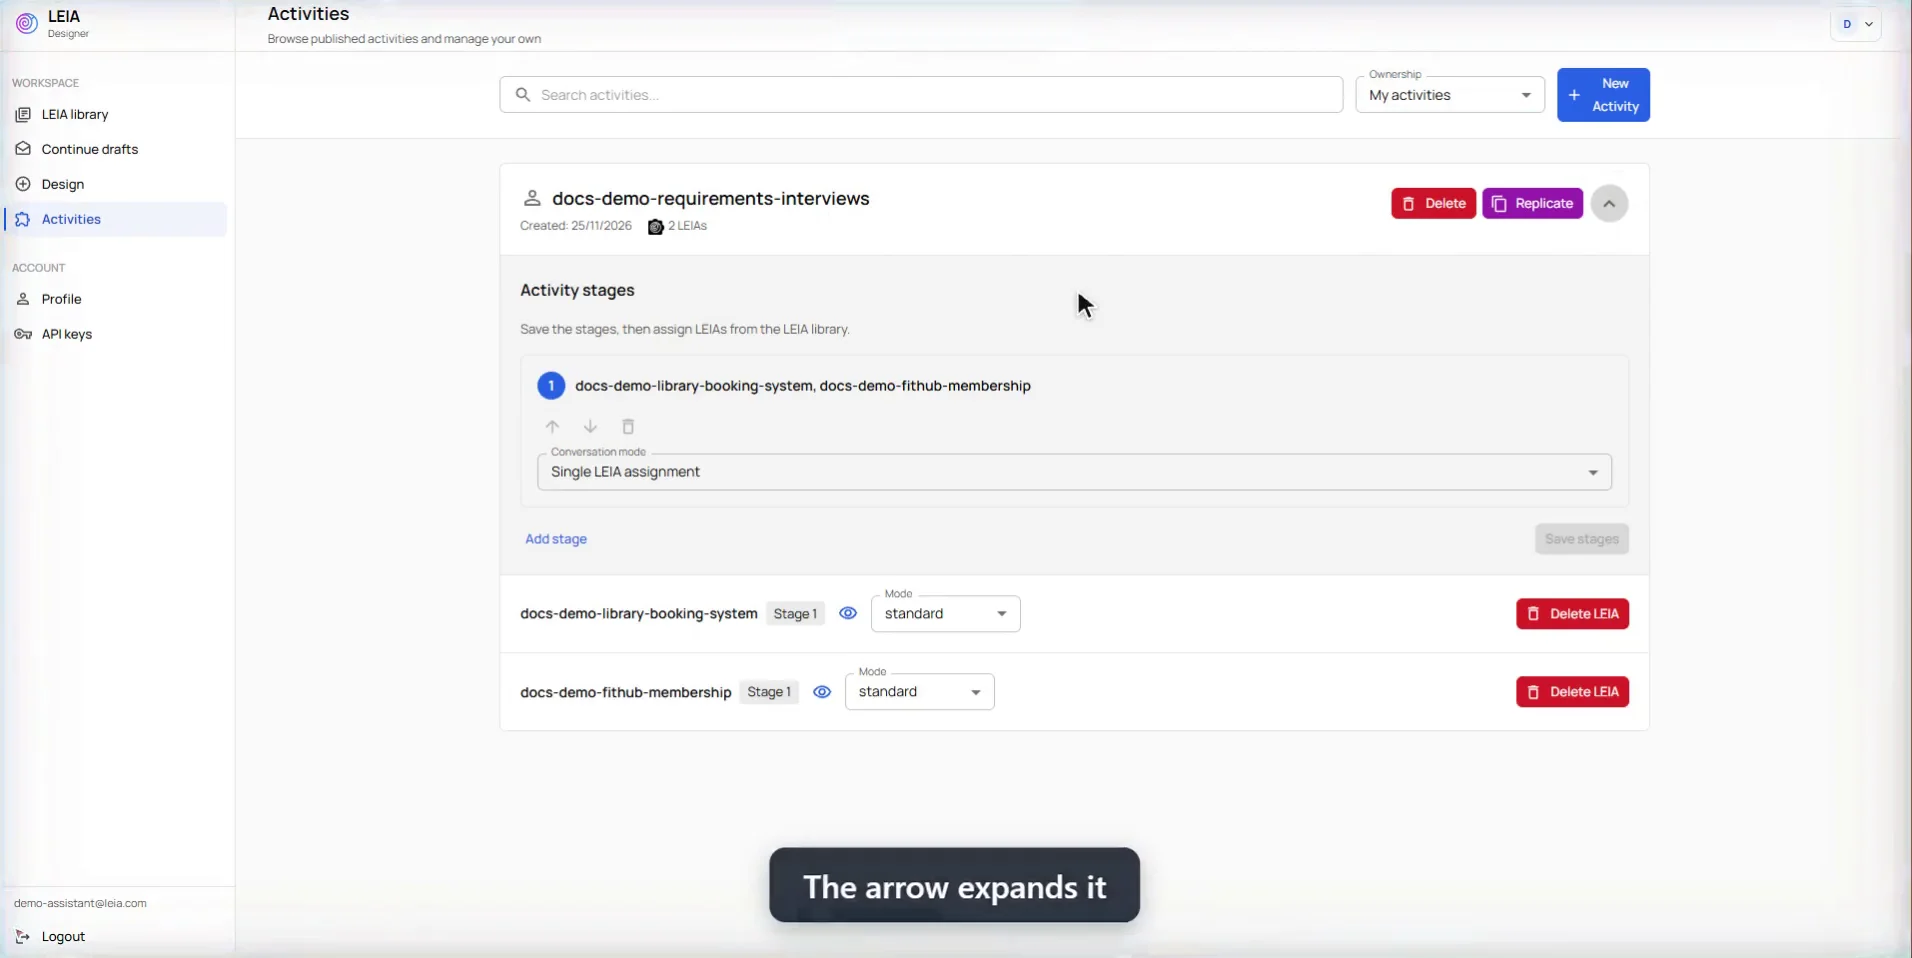 LEIA
Designer
WORKSPACE
LEIA library
Continue drafts
Design
Activities
ACCOUNT
Profile
API keys
demo-assistant@leia.com
Logout
Activities
Browse published activities and manage your own
D
Search activities...
Ownership
My activities
New
Activity
docs-demo-requirements-interviews
Created: 25/11/2026
2 LEIAs
Delete
Replicate
Activity stages
Save the stages, then assign LEIAs from the LEIA library.
1
docs-demo-library-booking-system, docs-demo-fithub-membership
Conversation mode
Single LEIA assignment
Add stage
Save stages
docs-demo-library-booking-system
Stage 1
Mode
standard
Delete LEIA
docs-demo-fithub-membership
Stage 1
Mode
standard
Delete LEIA
The arrow expands it